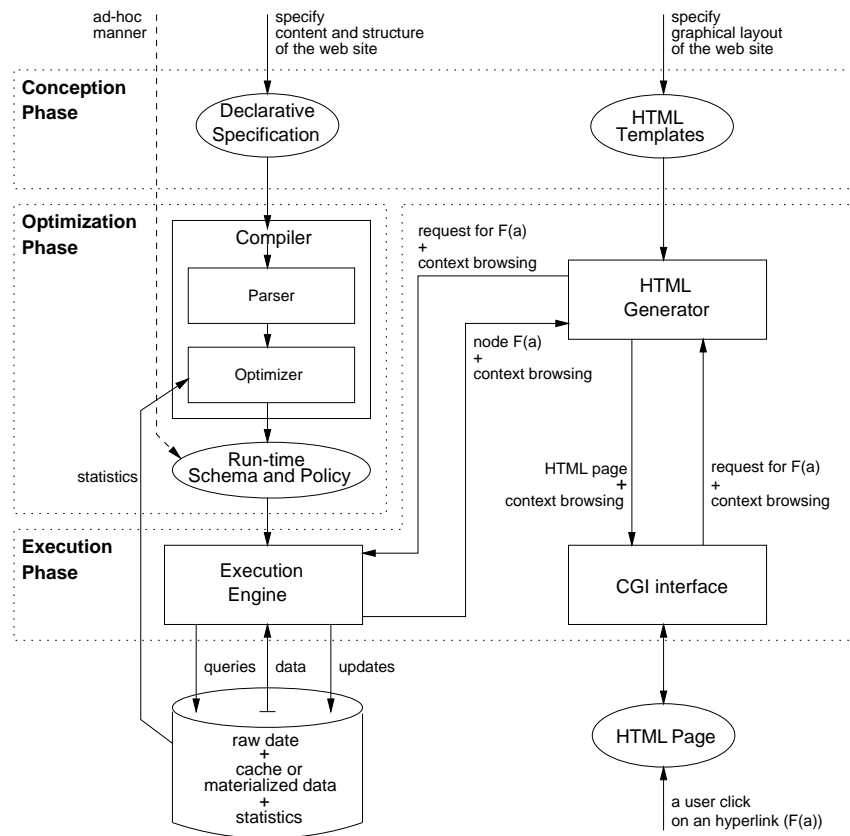 ad-hoc
manner
specify
content and structure
of the web site
specify
graphical layout
of the web site
Conception
Phase
Declarative
Specification
HTML
Templates
Optimization
Phase
Compiler
Parser
Optimizer
Run-time
Schema and Policy
statistics
request for F(a)
+
context browsing
node F(a)
+
context browsing
HTML
Generator
HTML page
+
context browsing
request for F(a)
+
context browsing
Execution
Phase
Execution
Engine
CGI interface
queries
data
updates
raw date
+
cache or
materialized data
+
statistics
HTML Page
a user click
on an hyperlink (F(a))